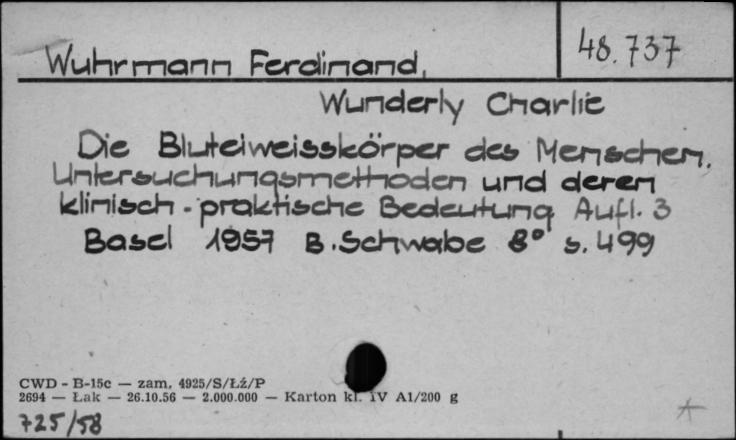 Wuhrmann Ferdinand,
48.737
Wunderly Charlie
Die Bluteiweisskörper des Menschen.
Untersuchungsmethoden und deren
klinisch-praktische Bedeutung Aufl. 3
Basel 1957 B. Schwabe 8° s. 499
CWD - B-15c — zam. 4925/S/Łź/P
2694 — Łak — 26.10.56 — 2.000.000 — Karton kl. IV A1/200 g
725/58